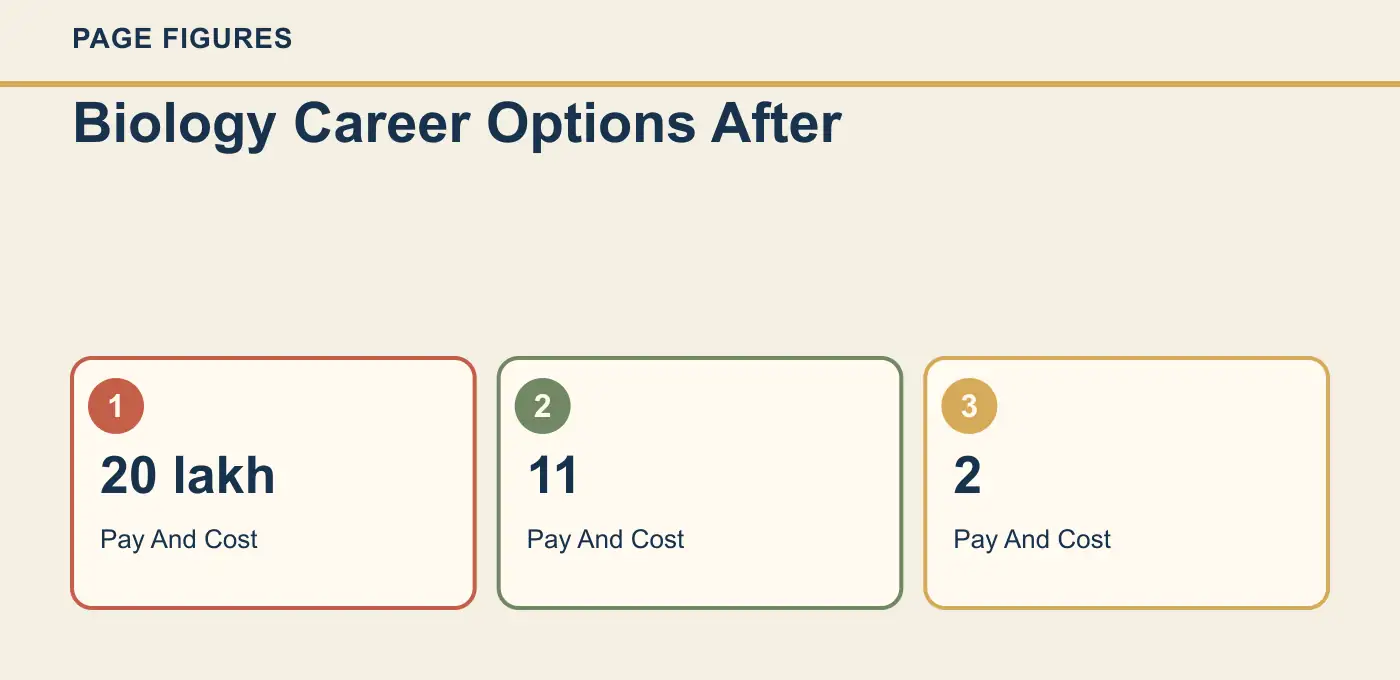 PAGE FIGURES
Biology Career Options After
1
20 lakh
Pay And Cost
2
11
Pay And Cost
3
2
Pay And Cost